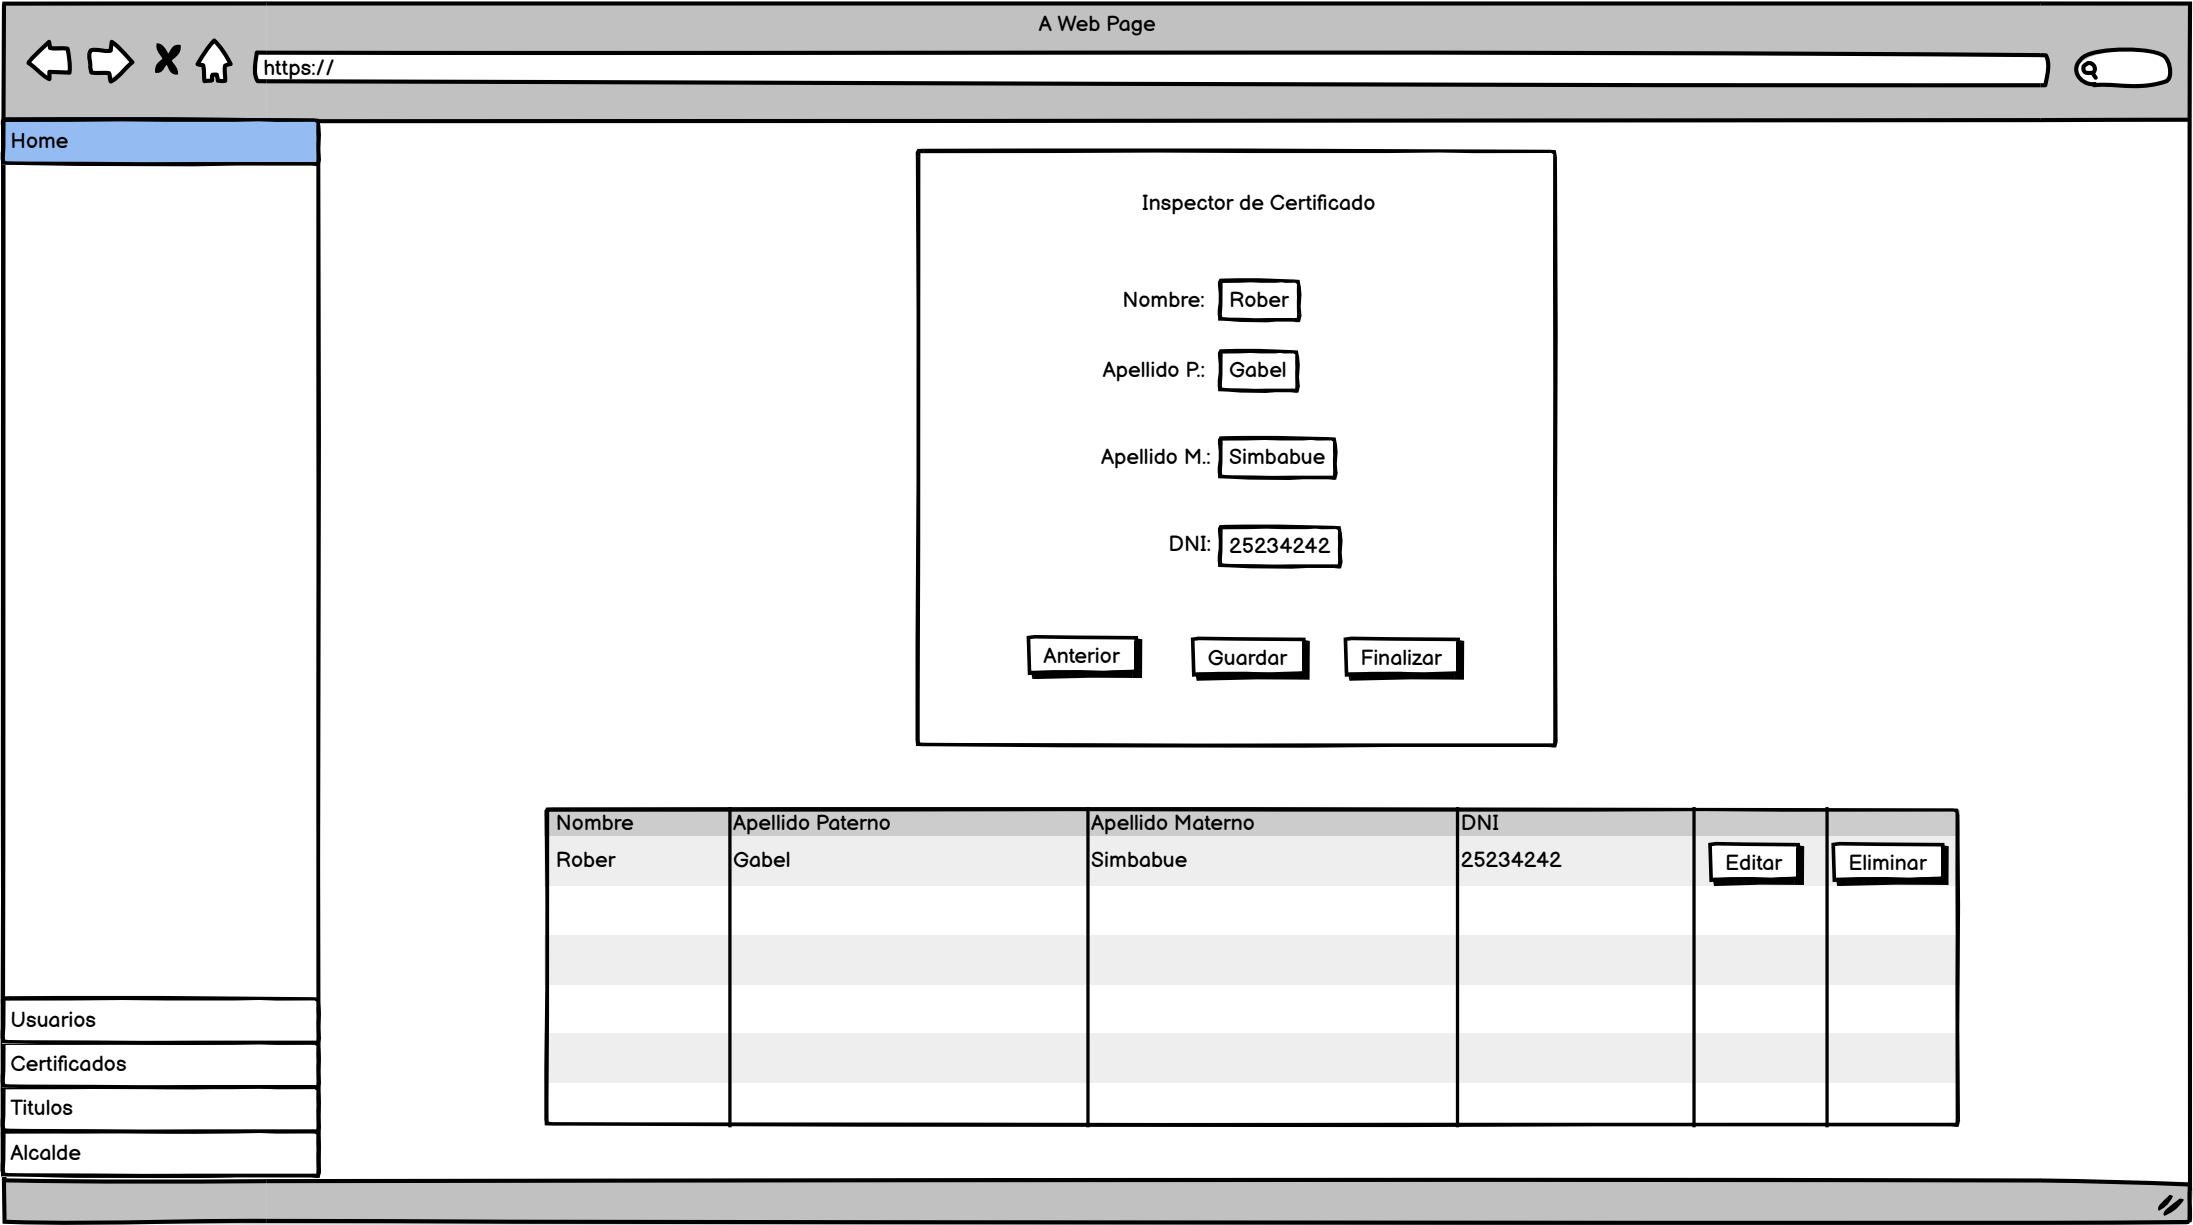 A Web Page
https://
Home
Usuarios
Certificados
Titulos
Alcalde
Inspector de Certificado
Nombre: Rober
Apellido P.: Gabel
Apellido M.: Simbabue
DNI: 25234242
Anterior Guardar Finalizar
Nombre Apellido Paterno Apellido Materno DNI
Rober Gabel Simbabue 25234242 Editar Eliminar